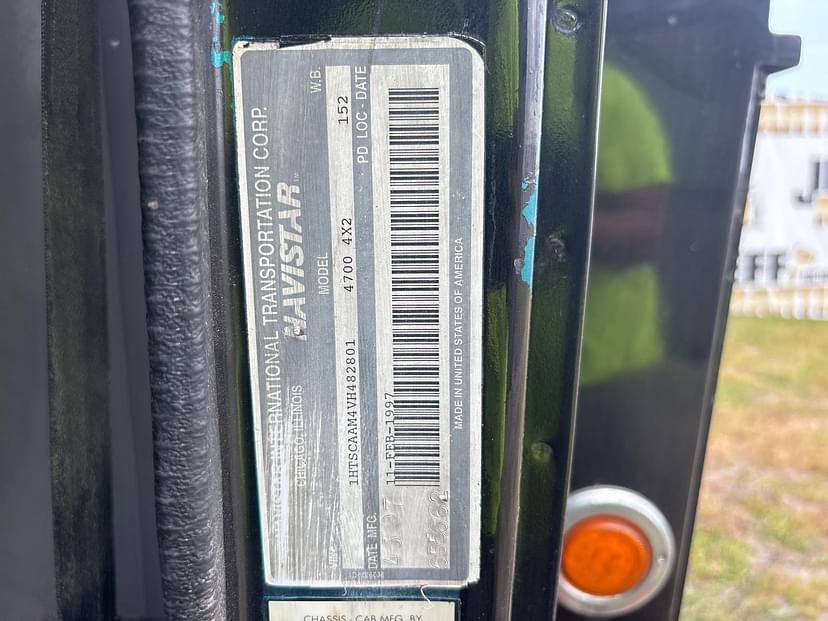 INTERNATIONAL TRANSPORTATION CORP.
CHICAGO, ILLINOIS
NAVISTAR
MODEL
W.B.
1HTSCAAM4VH482801
4700 4X2
152
DATE MFG.
PD LOC - DATE
11-FEB-1997
MADE IN UNITED STATES OF AMERICA
CHASSIS - CAB MFG. BY
EFF